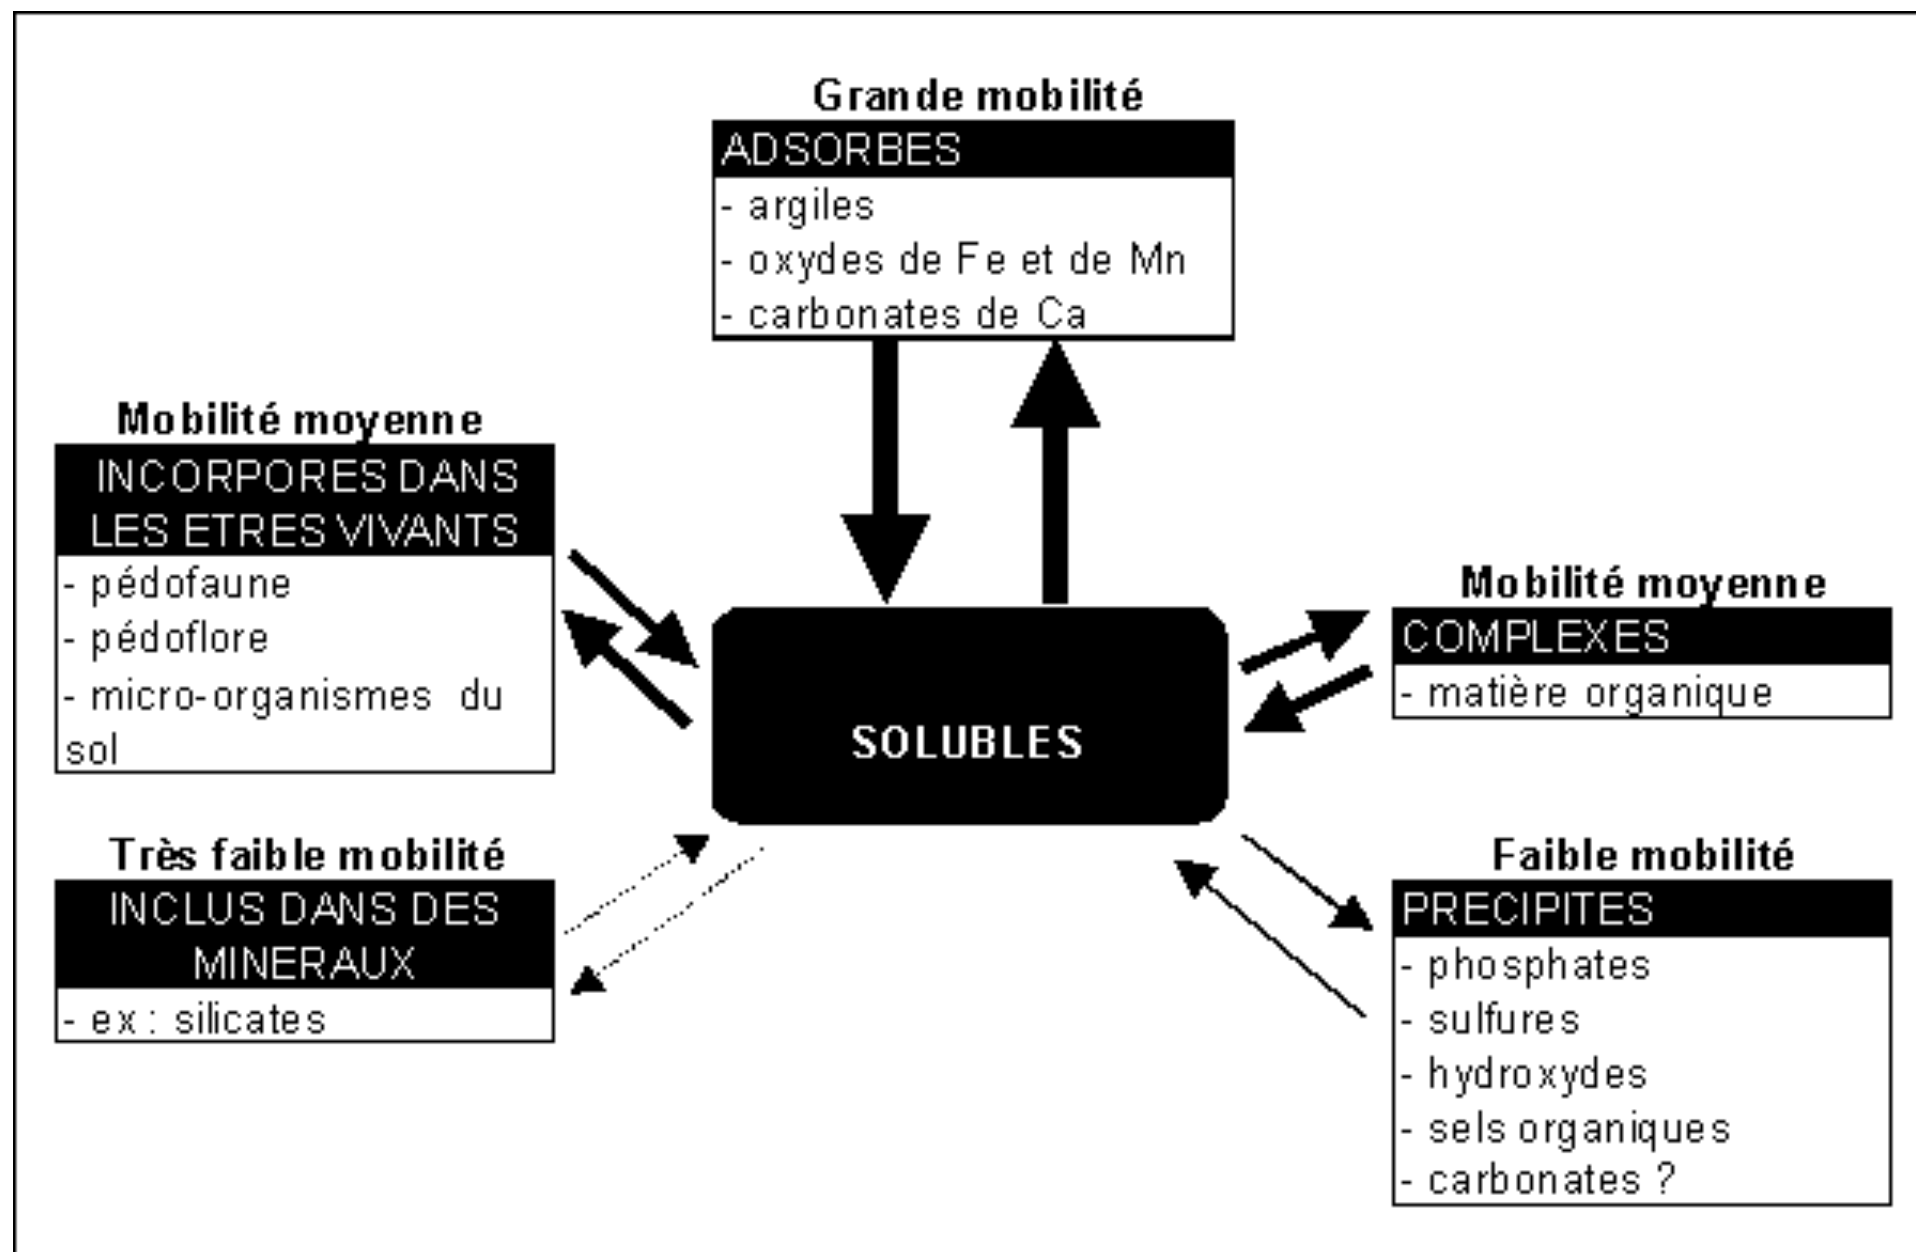 Grande mobilité
ADSORBES
- argiles
- oxydes de Fe et de Mn
- carbonates de Ca
Mobilité moyenne
INCORPORES DANS
LES ETRES VIVANTS
- pédofaune
- pédoflore
- micro-organismes du
sol
Mobilité moyenne
COMPLEXES
- matière organique
SOLUBLES
Très faible mobilité
INCLUS DANS DES
MINERAUX
- ex : silicates
Faible mobilité
PRECIPITES
- phosphates
- sulfures
- hydroxydes
- sels organiques
- carbonates ?